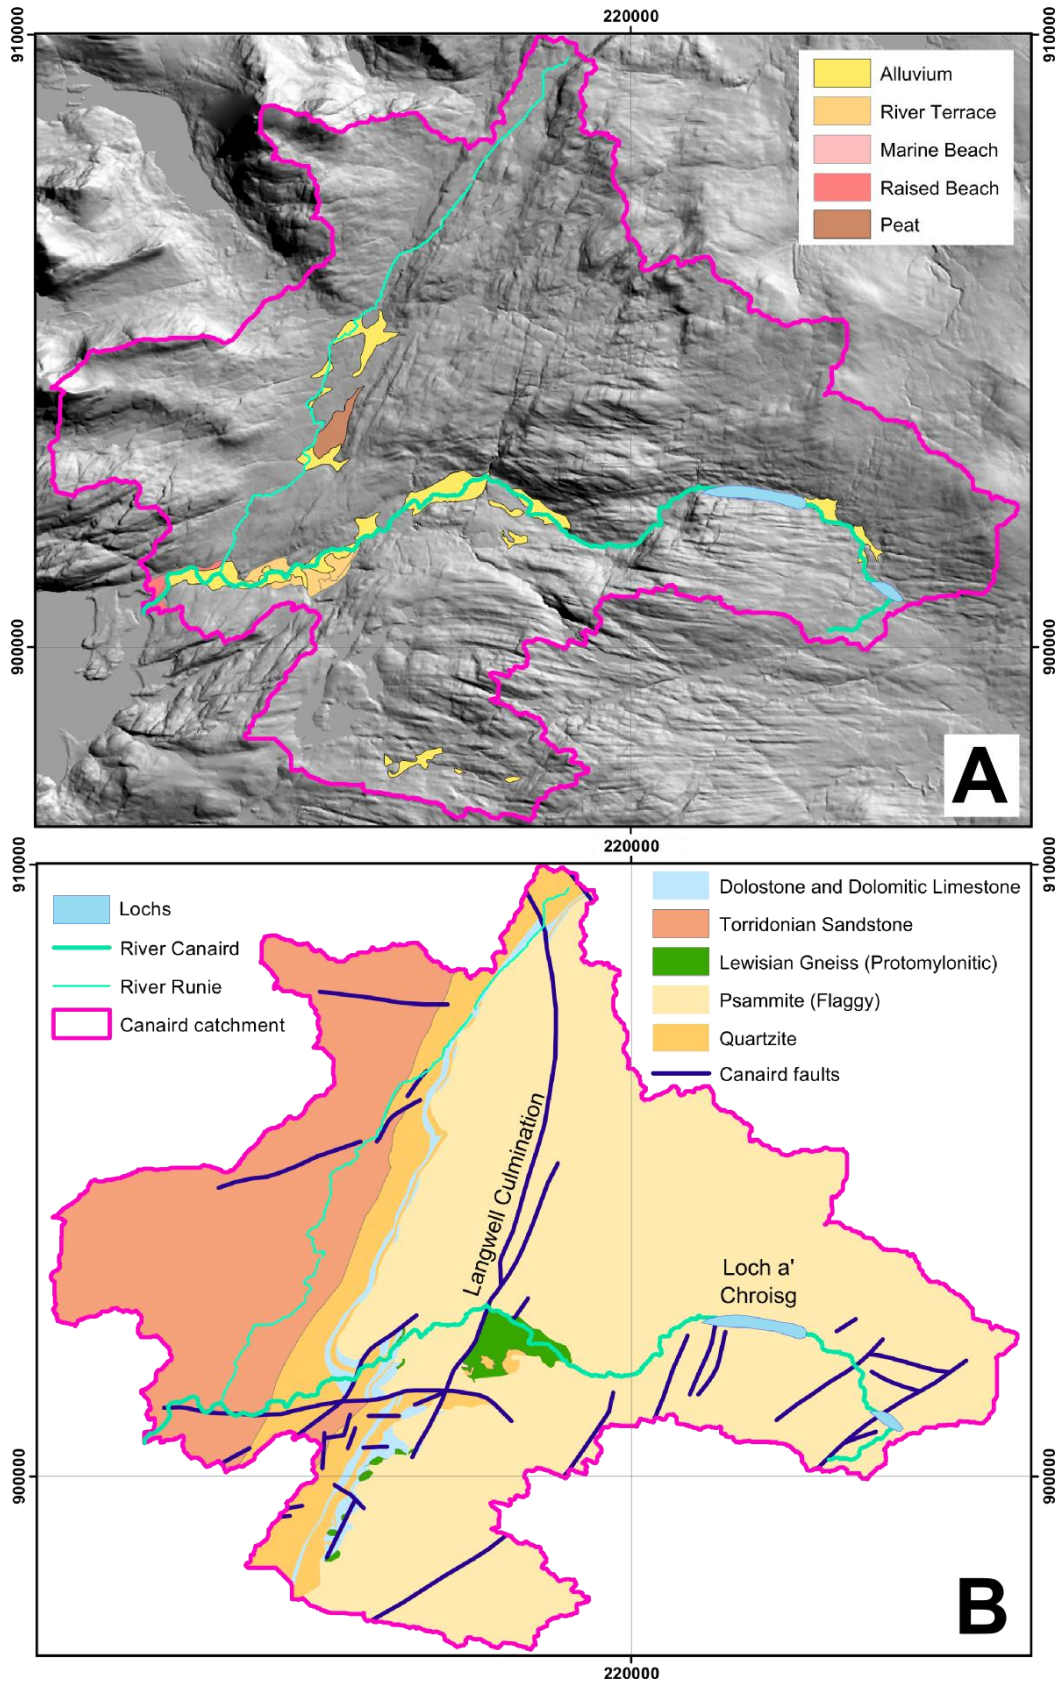 220000
910000
910000
Alluvium
River Terrace
Marine Beach
Raised Beach
Peat
900000
900000
A
220000
910000
910000
Lochs
River Canaird
River Runie
Canaird catchment
Dolostone and Dolomitic Limestone
Torridonian Sandstone
Lewisian Gneiss (Protomylonitic)
Psammite (Flaggy)
Quartzite
Canaird faults
Langwell Culmination
Loch a'
Chroisg
900000
900000
B
220000